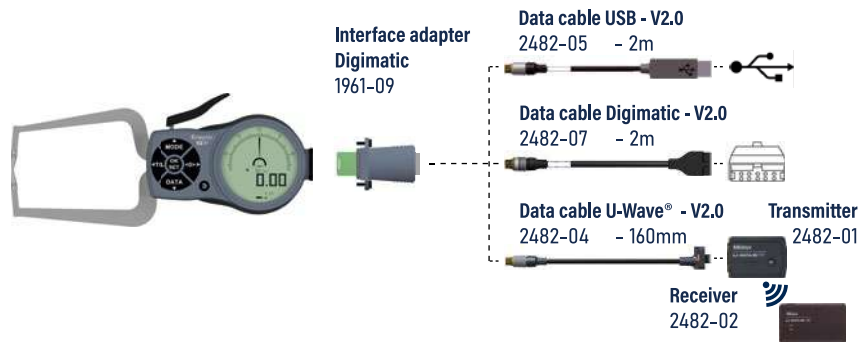 Interface adapter
Digimatic
1961-09
Data cable USB - V2.0
2482-05 - 2m
Data cable Digimatic - V2.0
2482-07 - 2m
Data cable U-Wave® - V2.0
2482-04 - 160mm
Transmitter
2482-01
Receiver
2482-02
MODE
OK
SET
DATA
0.00